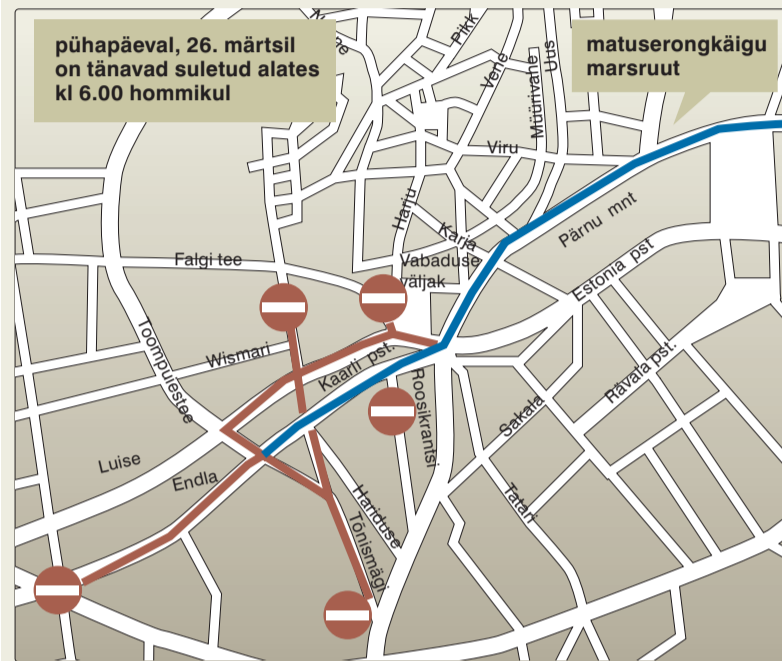 pühapäeval, 26. märtsil
on tänavad suletud alates
kl 6.00 hommikul
matuserongkäigu
marsruut
Pikk
Vene
Müürivahe
Uus
Viru
Harju
Karja
Pärnu mnt
Falgi tee
Vabaduse
väljak
Estonia pst
Toompuiestee
Wismari
Kaarli pst.
Roosikrantsi
Rävala pst.
Sakala
Luise
Endla
Hariduse
Tõnismägi
Tatari